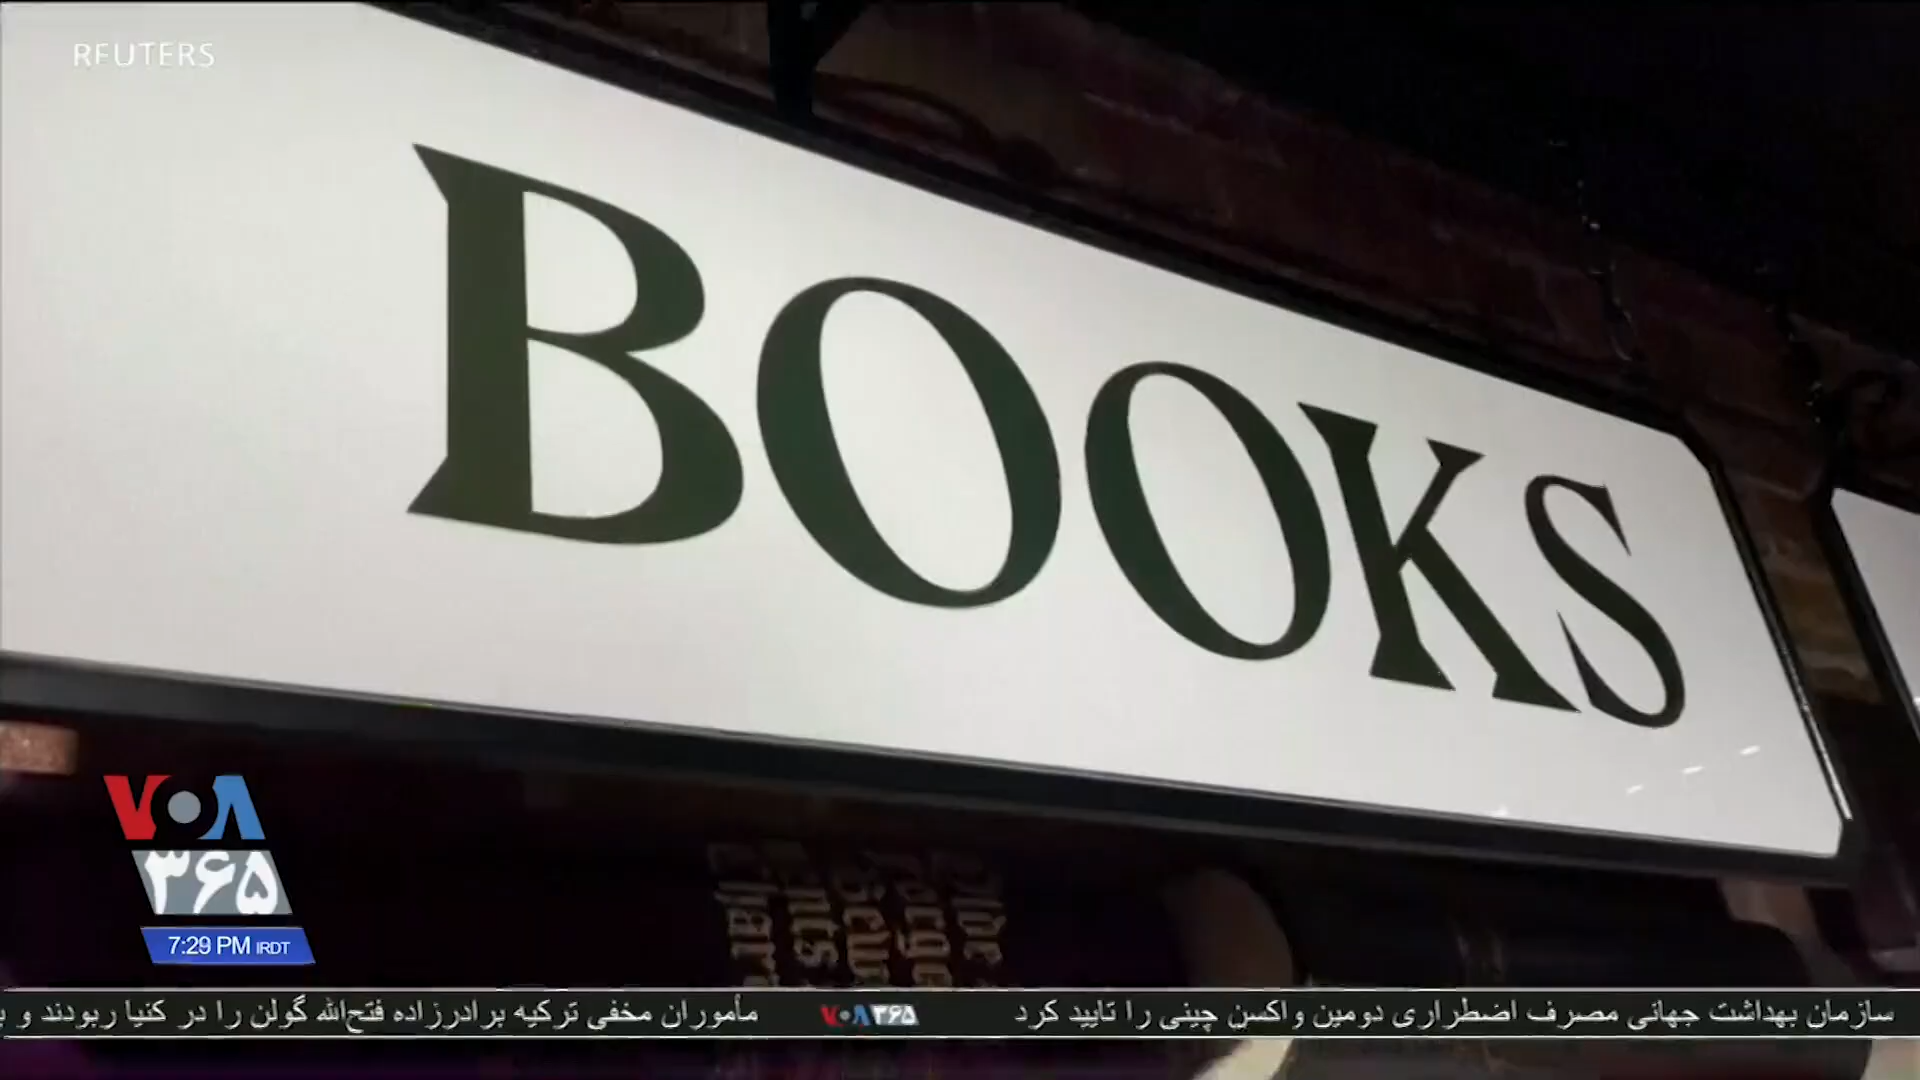 REUTERS
BOOKS
VOA
۳۶۵
7:29 PM IRDT
سازمان بهداشت جهانی مصرف اضطراری دومین واکسن چینی را تایید کرد VOA۳۶۵ مأموران مخفی ترکیه برادرزاده فتح‌الله گولن را در کنیا ربودند و